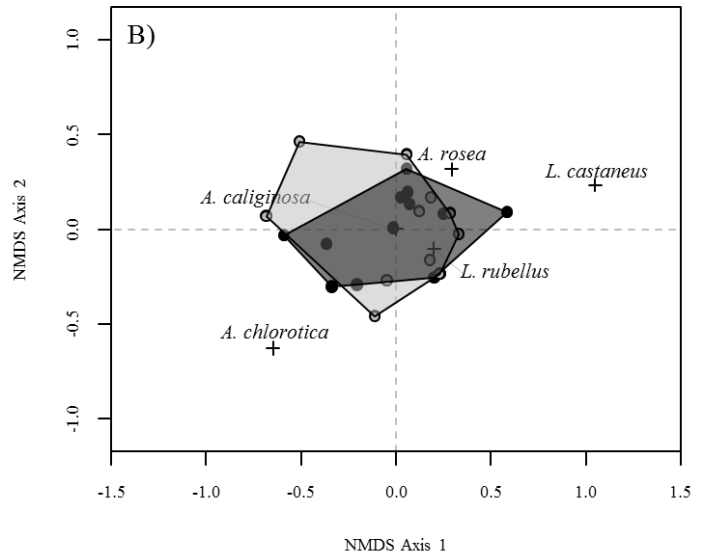 B)
1.0
0.5
0.0
-0.5
-1.0
NMDS Axis 2
A. rosea
L. castaneus
A. caliginosa
L. rubellus
A. chlorotica
-1.5 -1.0 -0.5 0.0 0.5 1.0 1.5
NMDS Axis 1